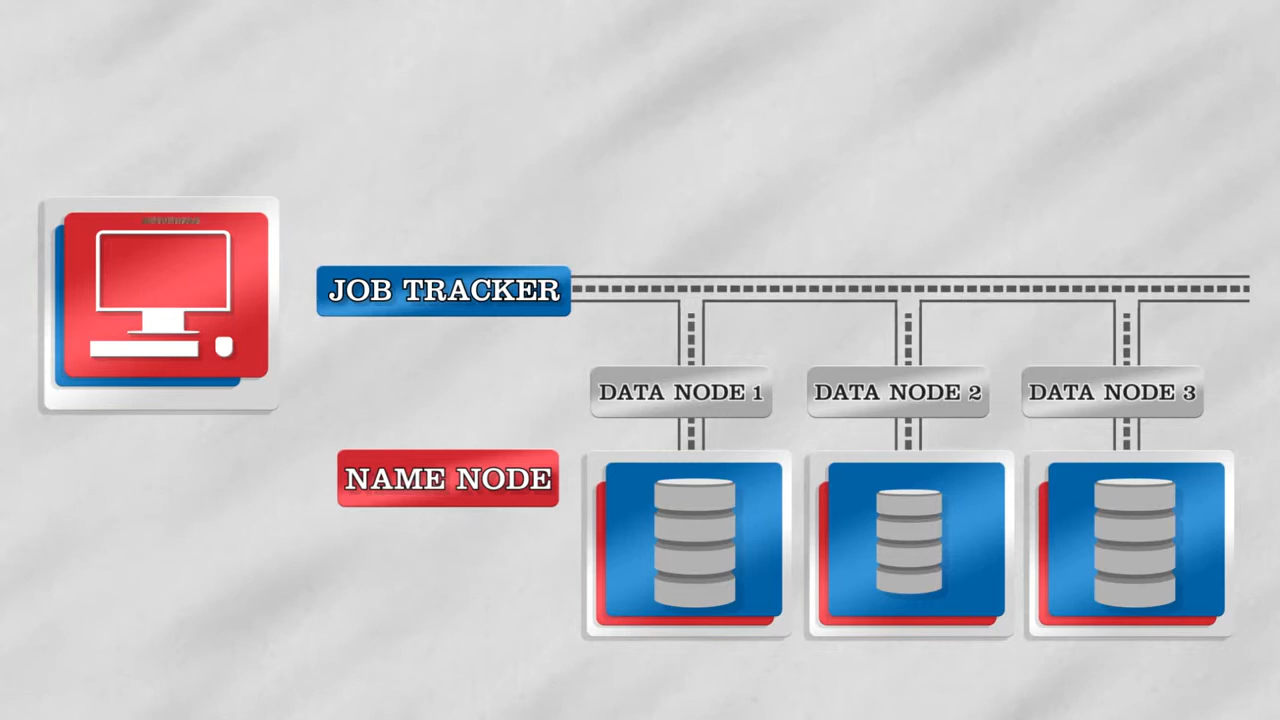 JOB TRACKER
DATA NODE 1
DATA NODE 2
DATA NODE 3
NAME NODE